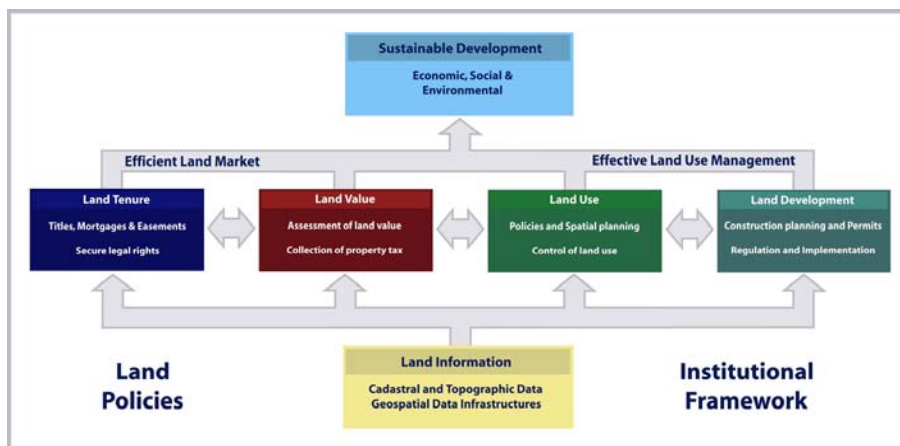 Sustainable Development
Economic, Social &
Environmental
Efficient Land Market
Effective Land Use Management
Land Tenure
Titles, Mortgages & Easements
Secure legal rights
Land Value
Assessment of land value
Collection of property tax
Land Use
Policies and Spatial planning
Control of land use
Land Development
Construction planning and Permits
Regulation and Implementation
Land
Policies
Land Information
Cadastral and Topographic Data
Geospatial Data Infrastructures
Institutional
Framework